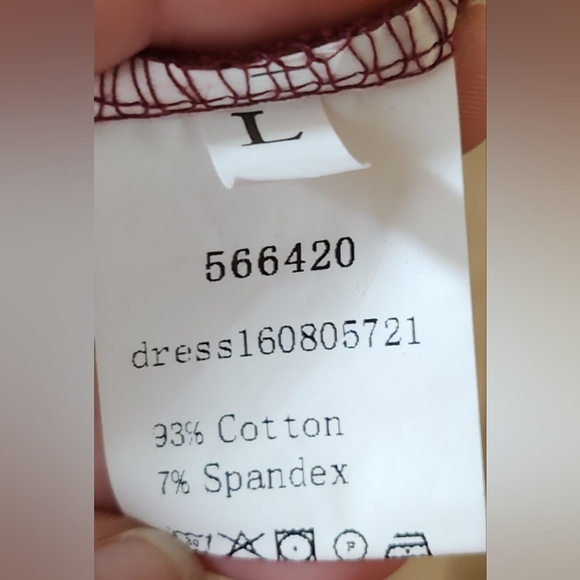 L
566420
dress160805721
93% Cotton
7% Spandex
P